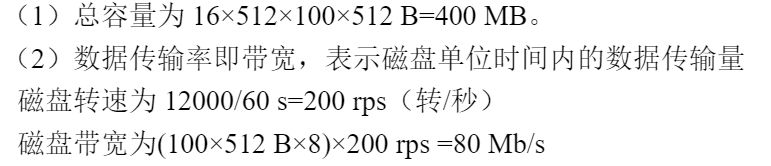 （1）总容量为 16×512×100×512 B=400 MB。
（2）数据传输率即带宽，表示磁盘单位时间内的数据传输量
磁盘转速为 12000/60 s=200 rps（转/秒）
磁盘带宽为(100×512 B×8)×200 rps =80 Mb/s